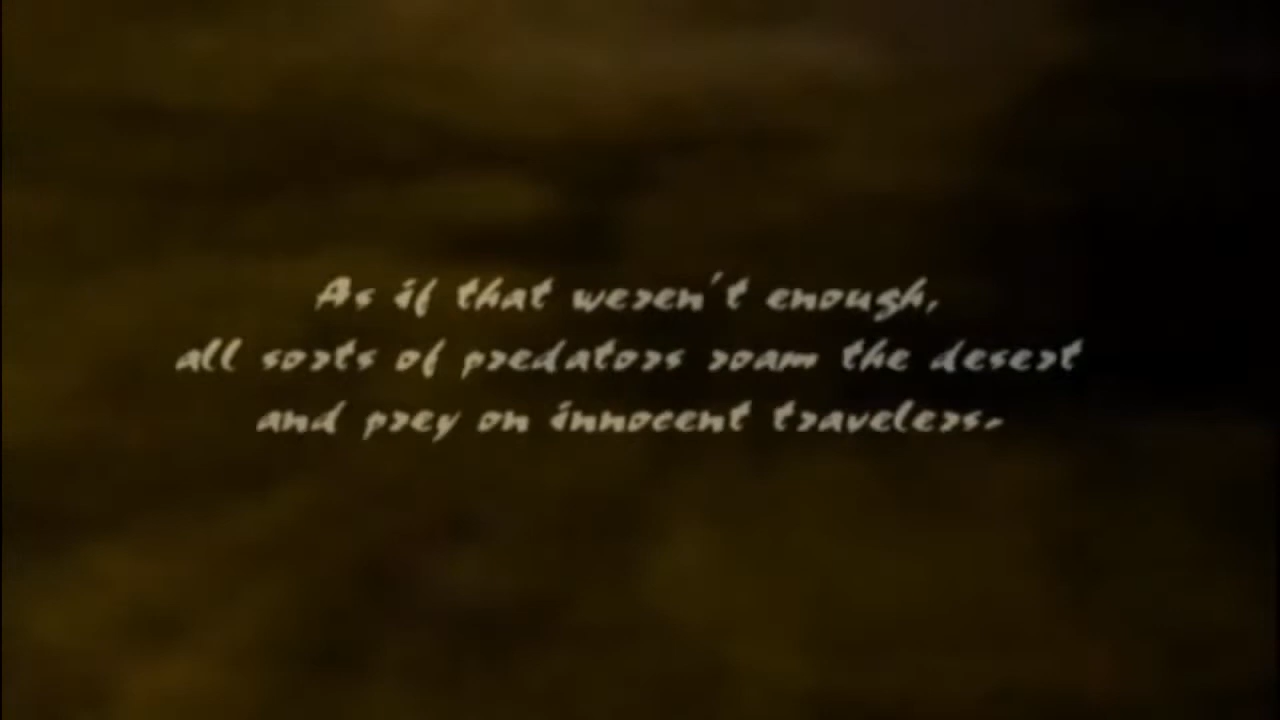 As if that weren't enough,
all sorts of predators roam the desert
and prey on innocent travelers.